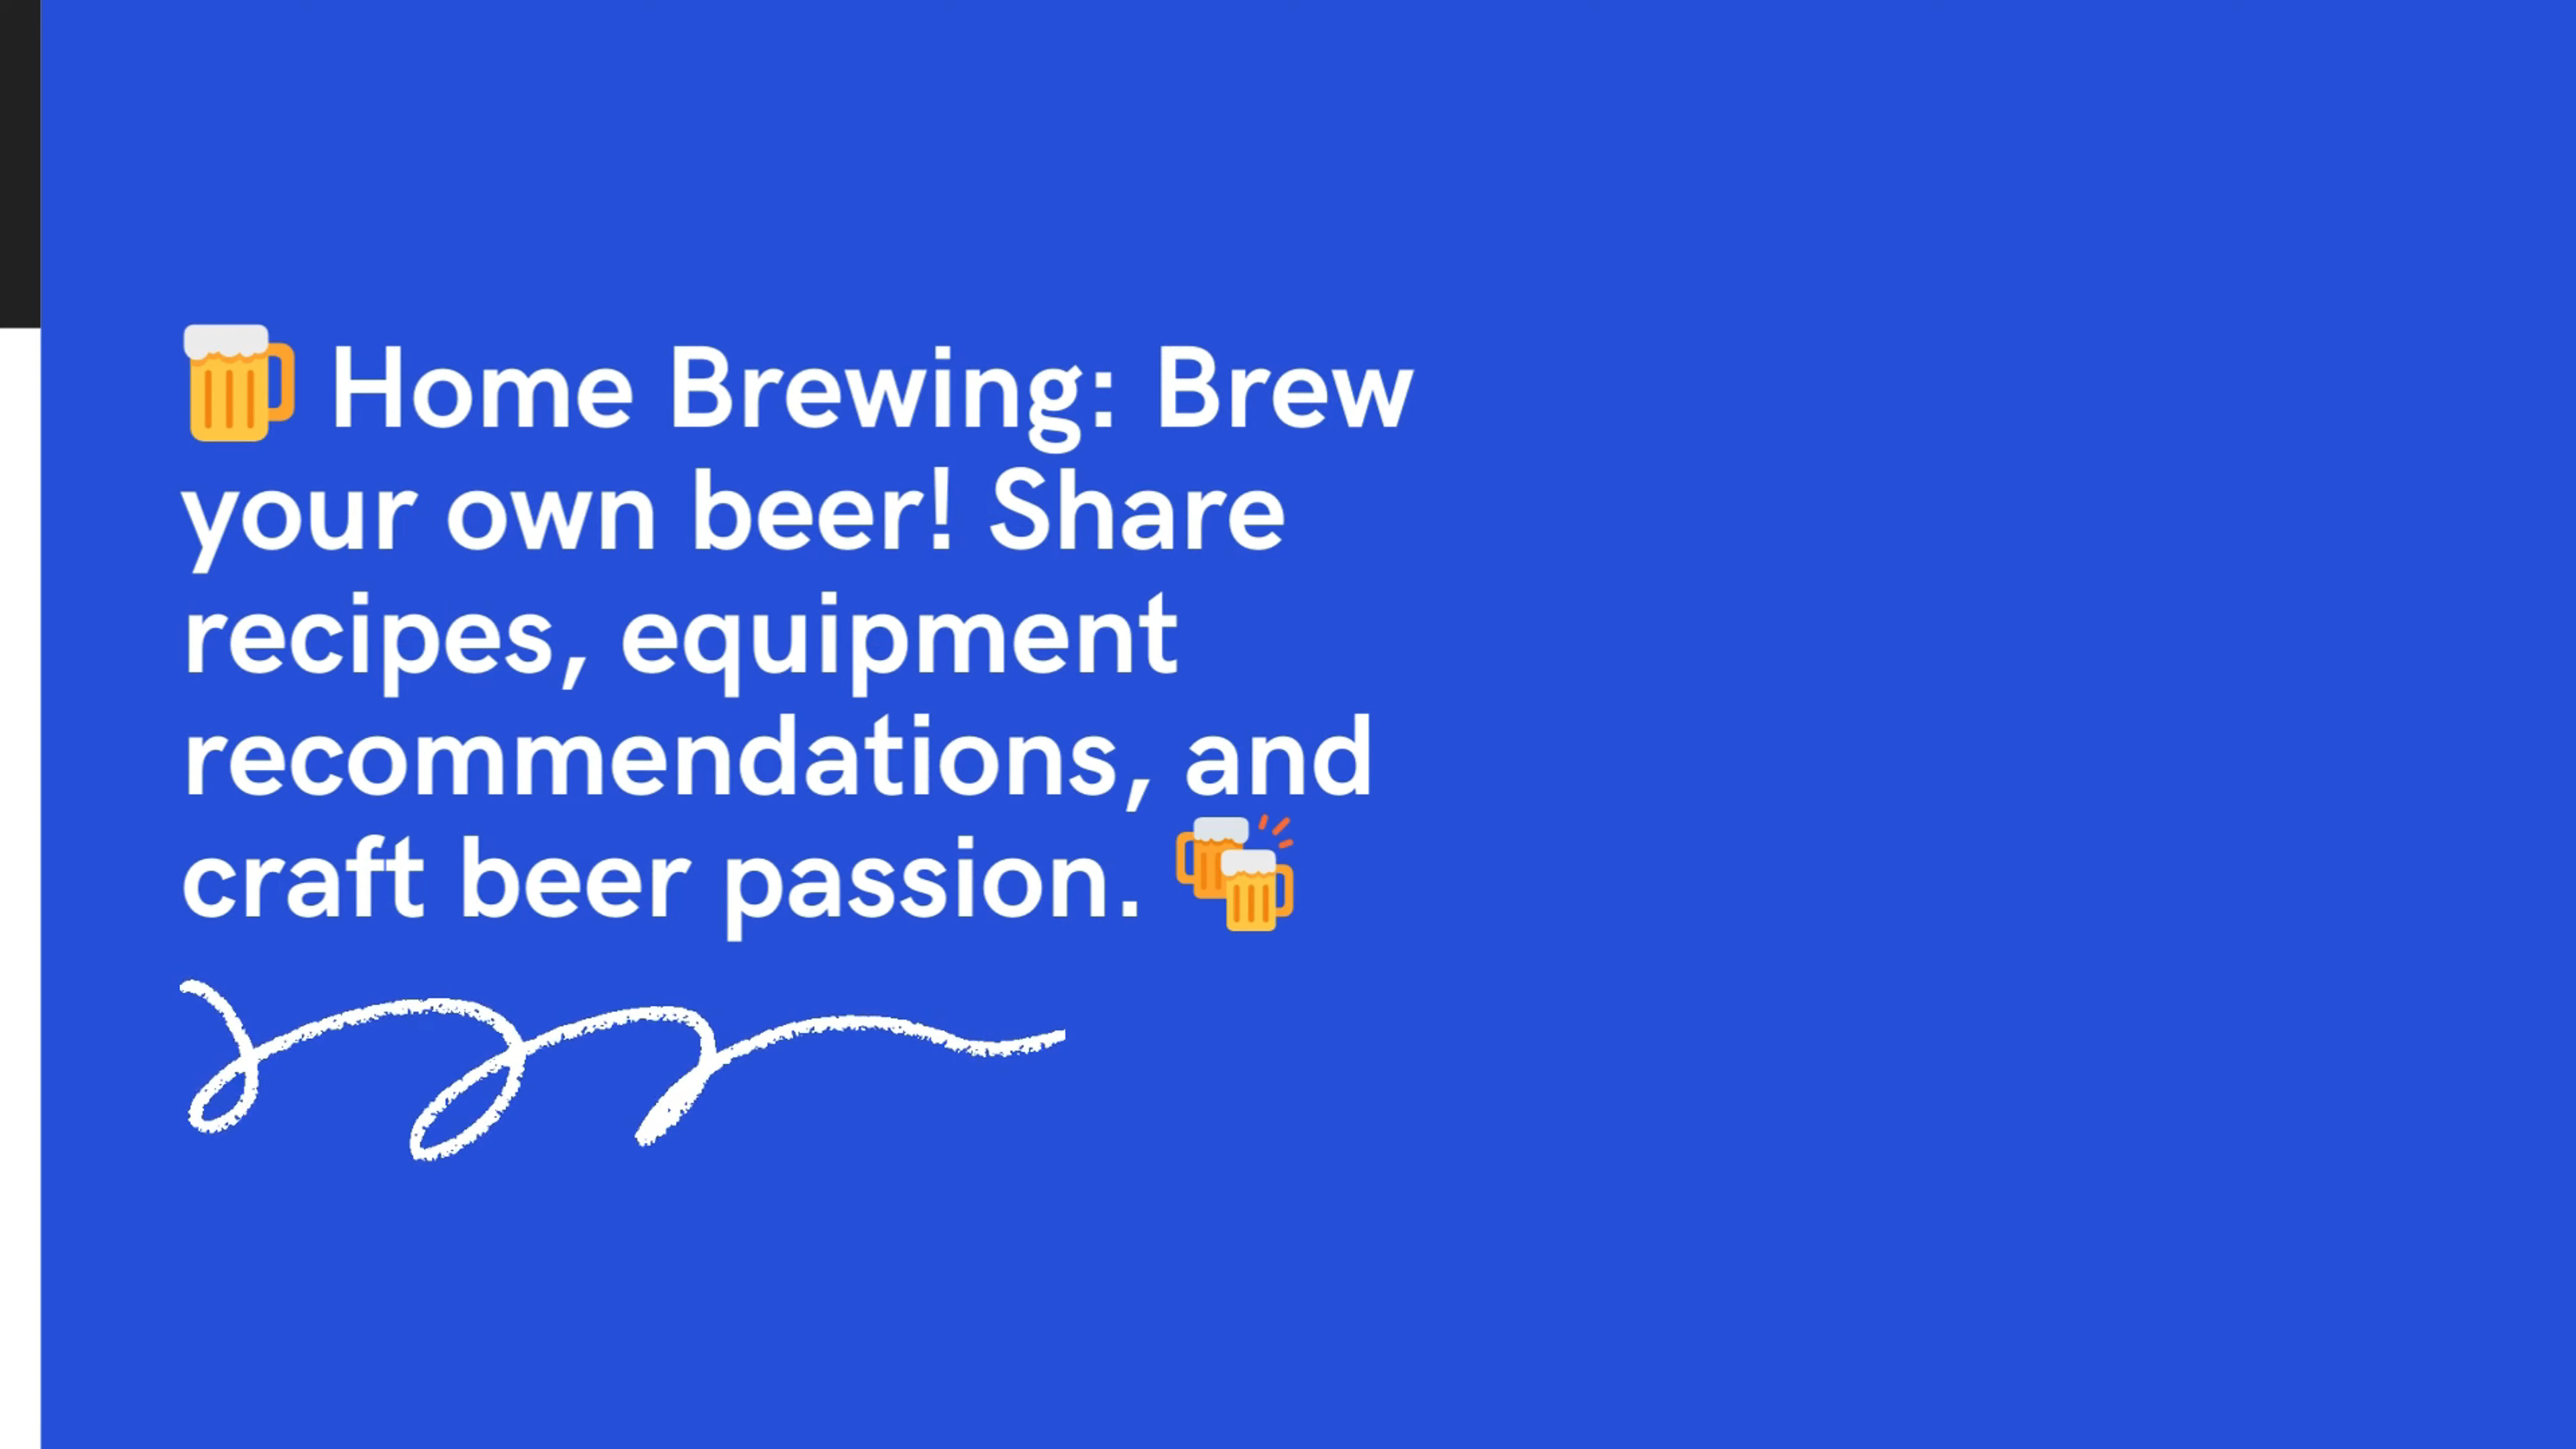 🍺 Home Brewing: Brew
your own beer! Share
recipes, equipment
recommendations, and
craft beer passion. 🍻